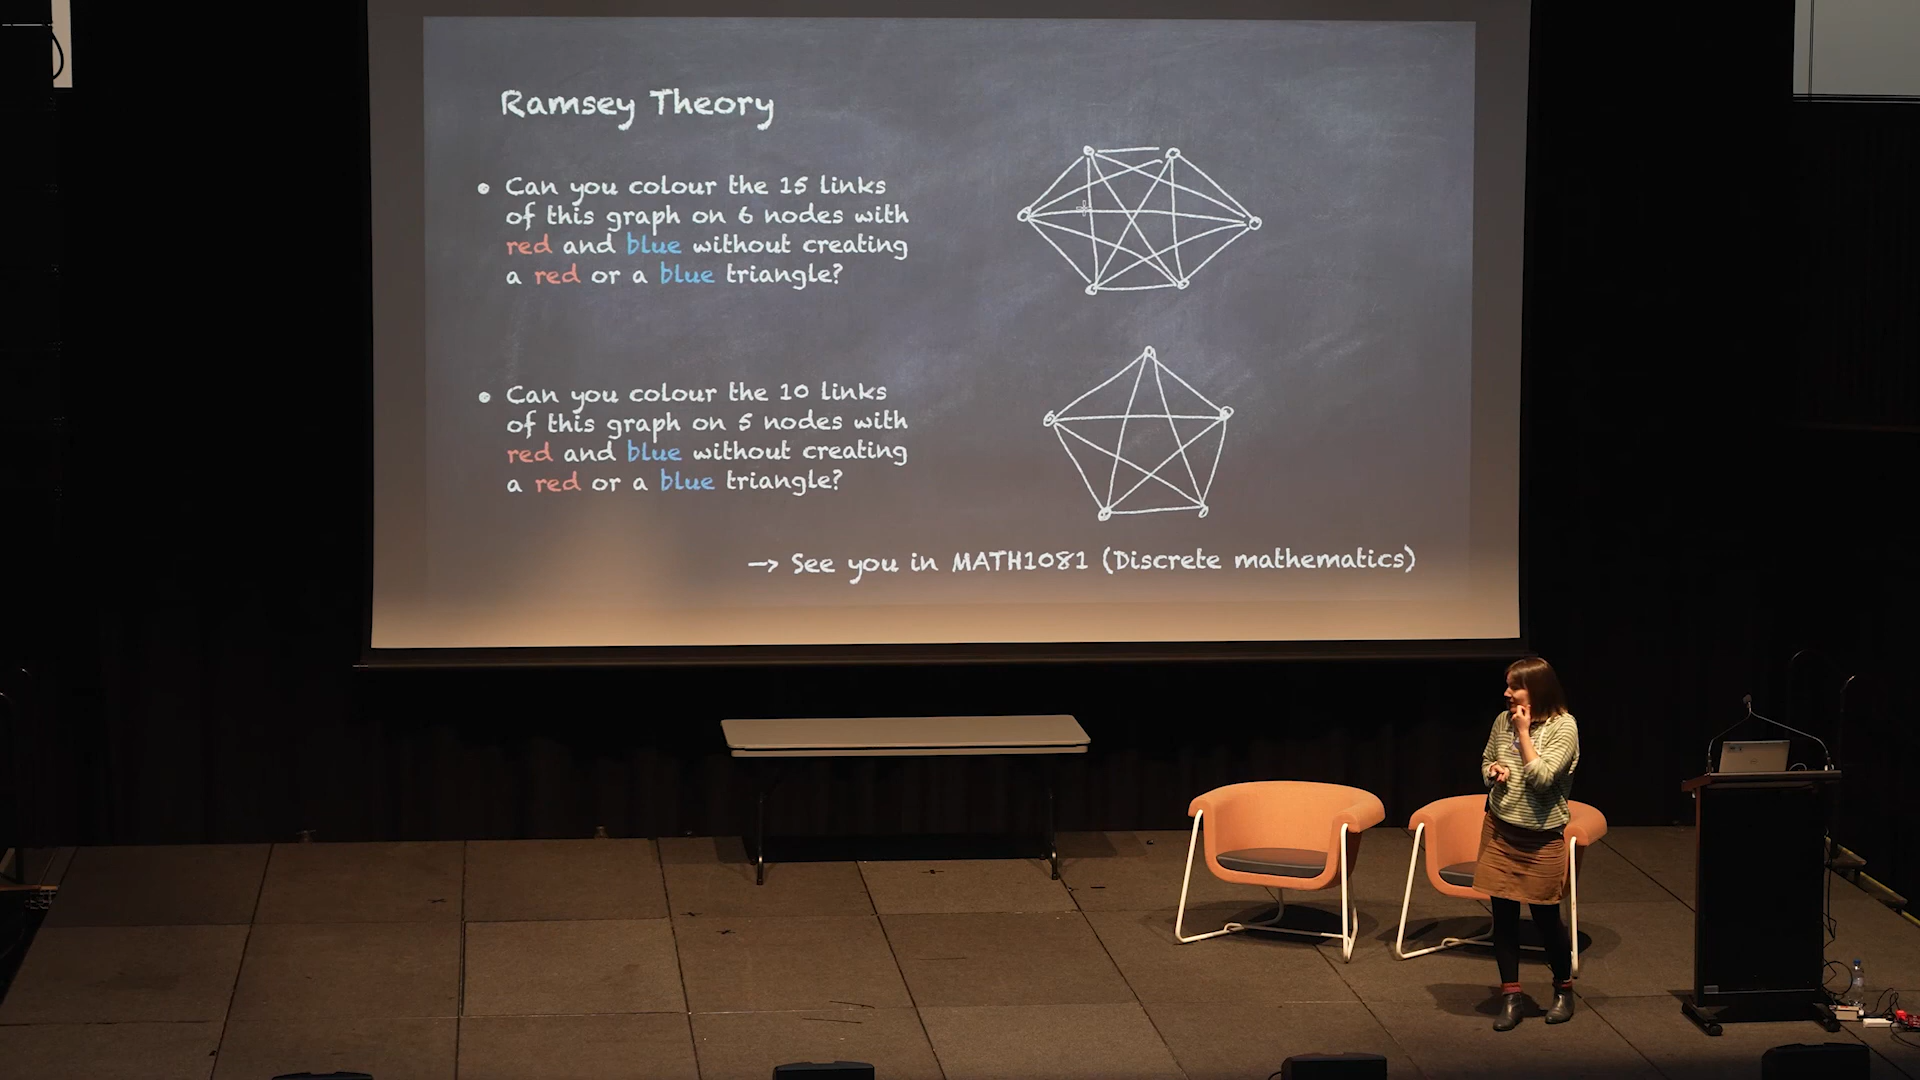 Ramsey Theory
• Can you colour the 15 links
of this graph on 6 nodes with
red and blue without creating
a red or a blue triangle?
• Can you colour the 10 links
of this graph on 5 nodes with
red and blue without creating
a red or a blue triangle?
→ See you in MATH1081 (Discrete mathematics)